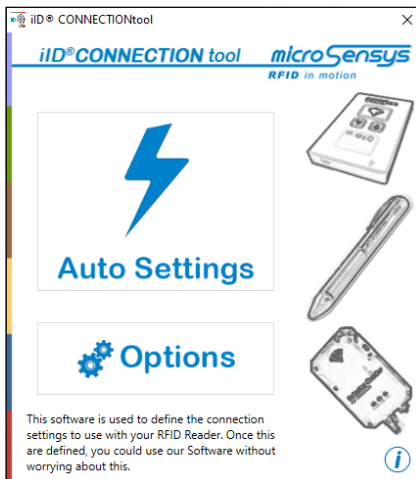 iID® CONNECTIONtool
iID®CONNECTION tool
microSensys
RFID in motion
Auto Settings
Options
This software is used to define the connection
settings to use with your RFID Reader. Once this
are defined, you could use our Software without
worrying about this.
i